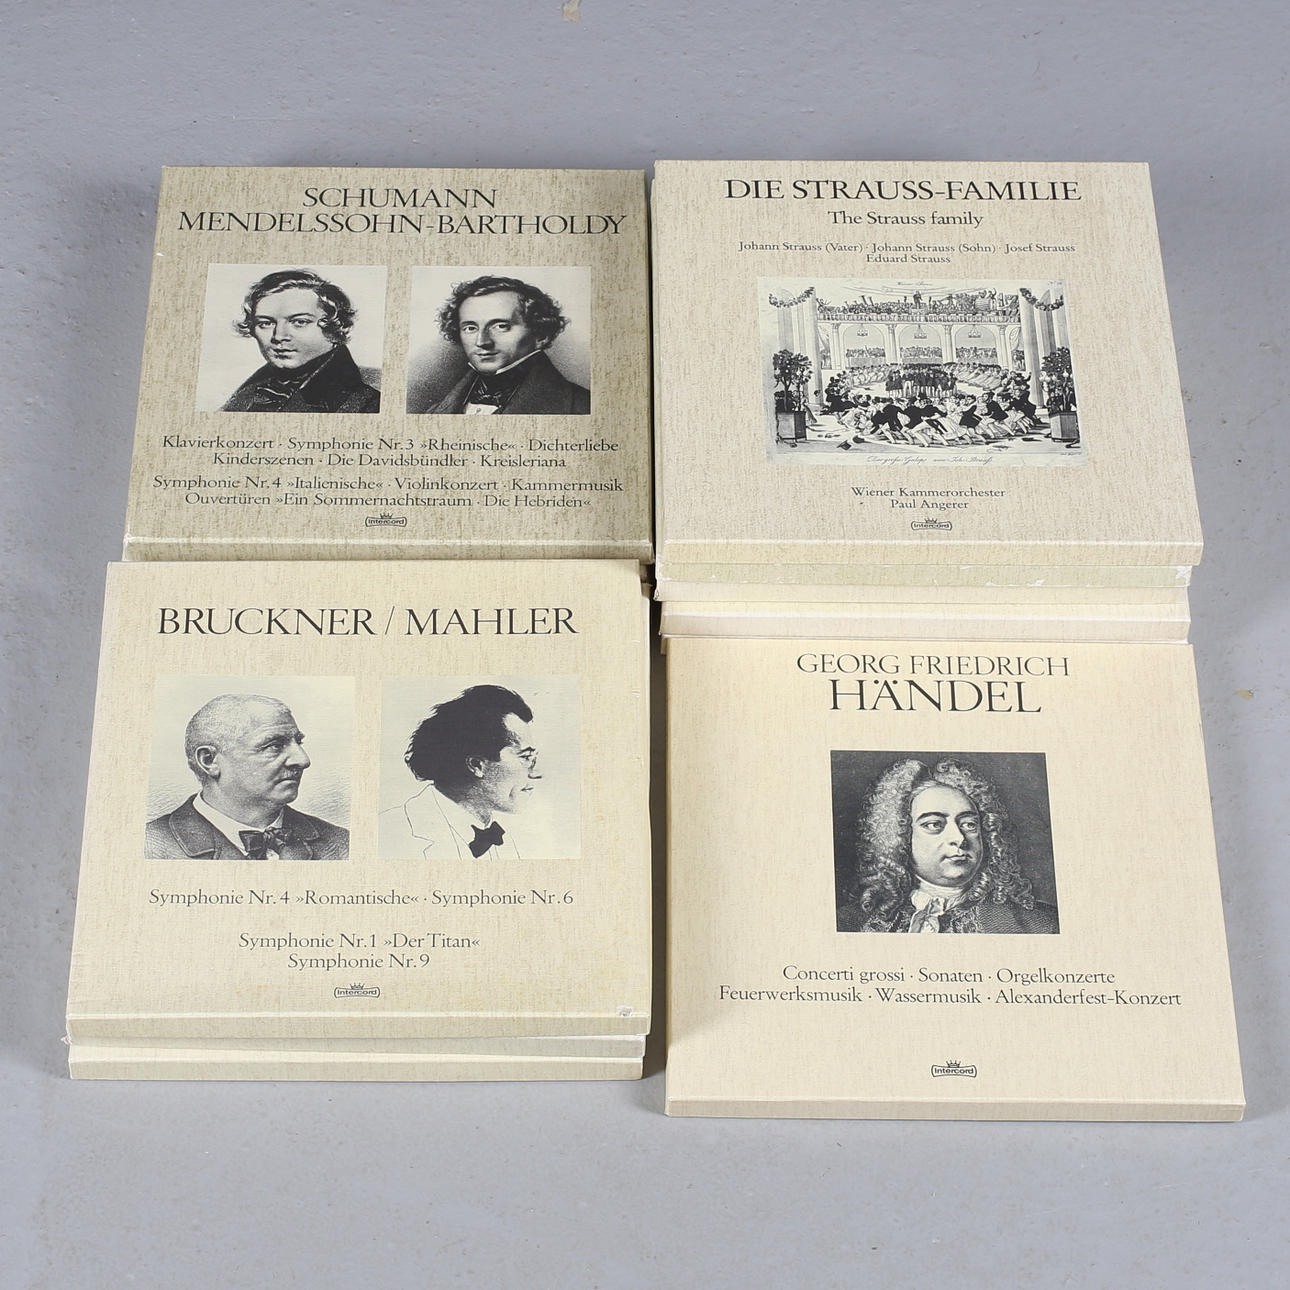 SCHUMANN
MENDELSSOHN-BARTHOLDY
Klavierkonzert · Symphonie Nr. 3 »Rheinische« · Dichterliebe
Kinderszenen · Die Davidsbündler · Kreisleriana
Symphonie Nr. 4 »Italienische« · Violinkonzert · Kammermusik
Ouvertüren »Ein Sommernachtstraum · Die Hebriden«
Intercord
DIE STRAUSS-FAMILIE
The Strauss family
Johann Strauss (Vater) · Johann Strauss (Sohn) · Josef Strauss
Eduard Strauss
Wiener Kammerorchester
Paul Angerer
Intercord
BRUCKNER / MAHLER
Symphonie Nr. 4 »Romantische« · Symphonie Nr. 6
Symphonie Nr. 1 »Der Titan«
Symphonie Nr. 9
Intercord
GEORG FRIEDRICH
HÄNDEL
Concerti grossi · Sonaten · Orgelkonzerte
Feuerwerksmusik · Wassermusik · Alexanderfest-Konzert
Intercord